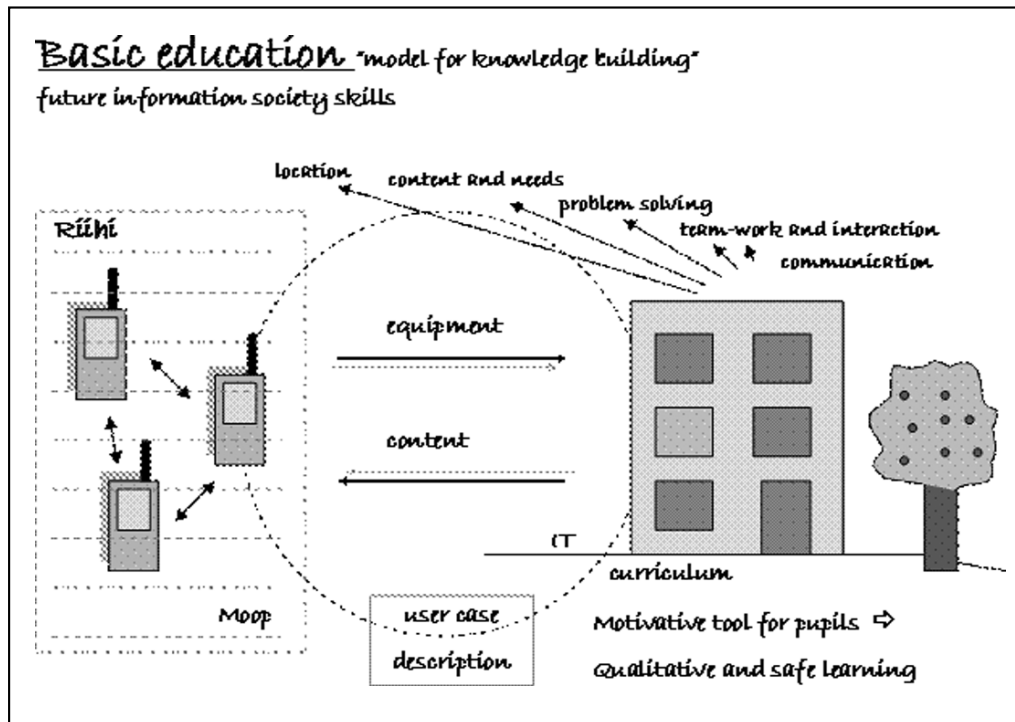 Basic education "model for knowledge building"
future information society skills
location
content and needs
problem solving
team-work and interaction
communication
Riihi
equipment
content
Moop
user case
description
IT
curriculum
Motivative tool for pupils ⇨
Qualitative and safe learning